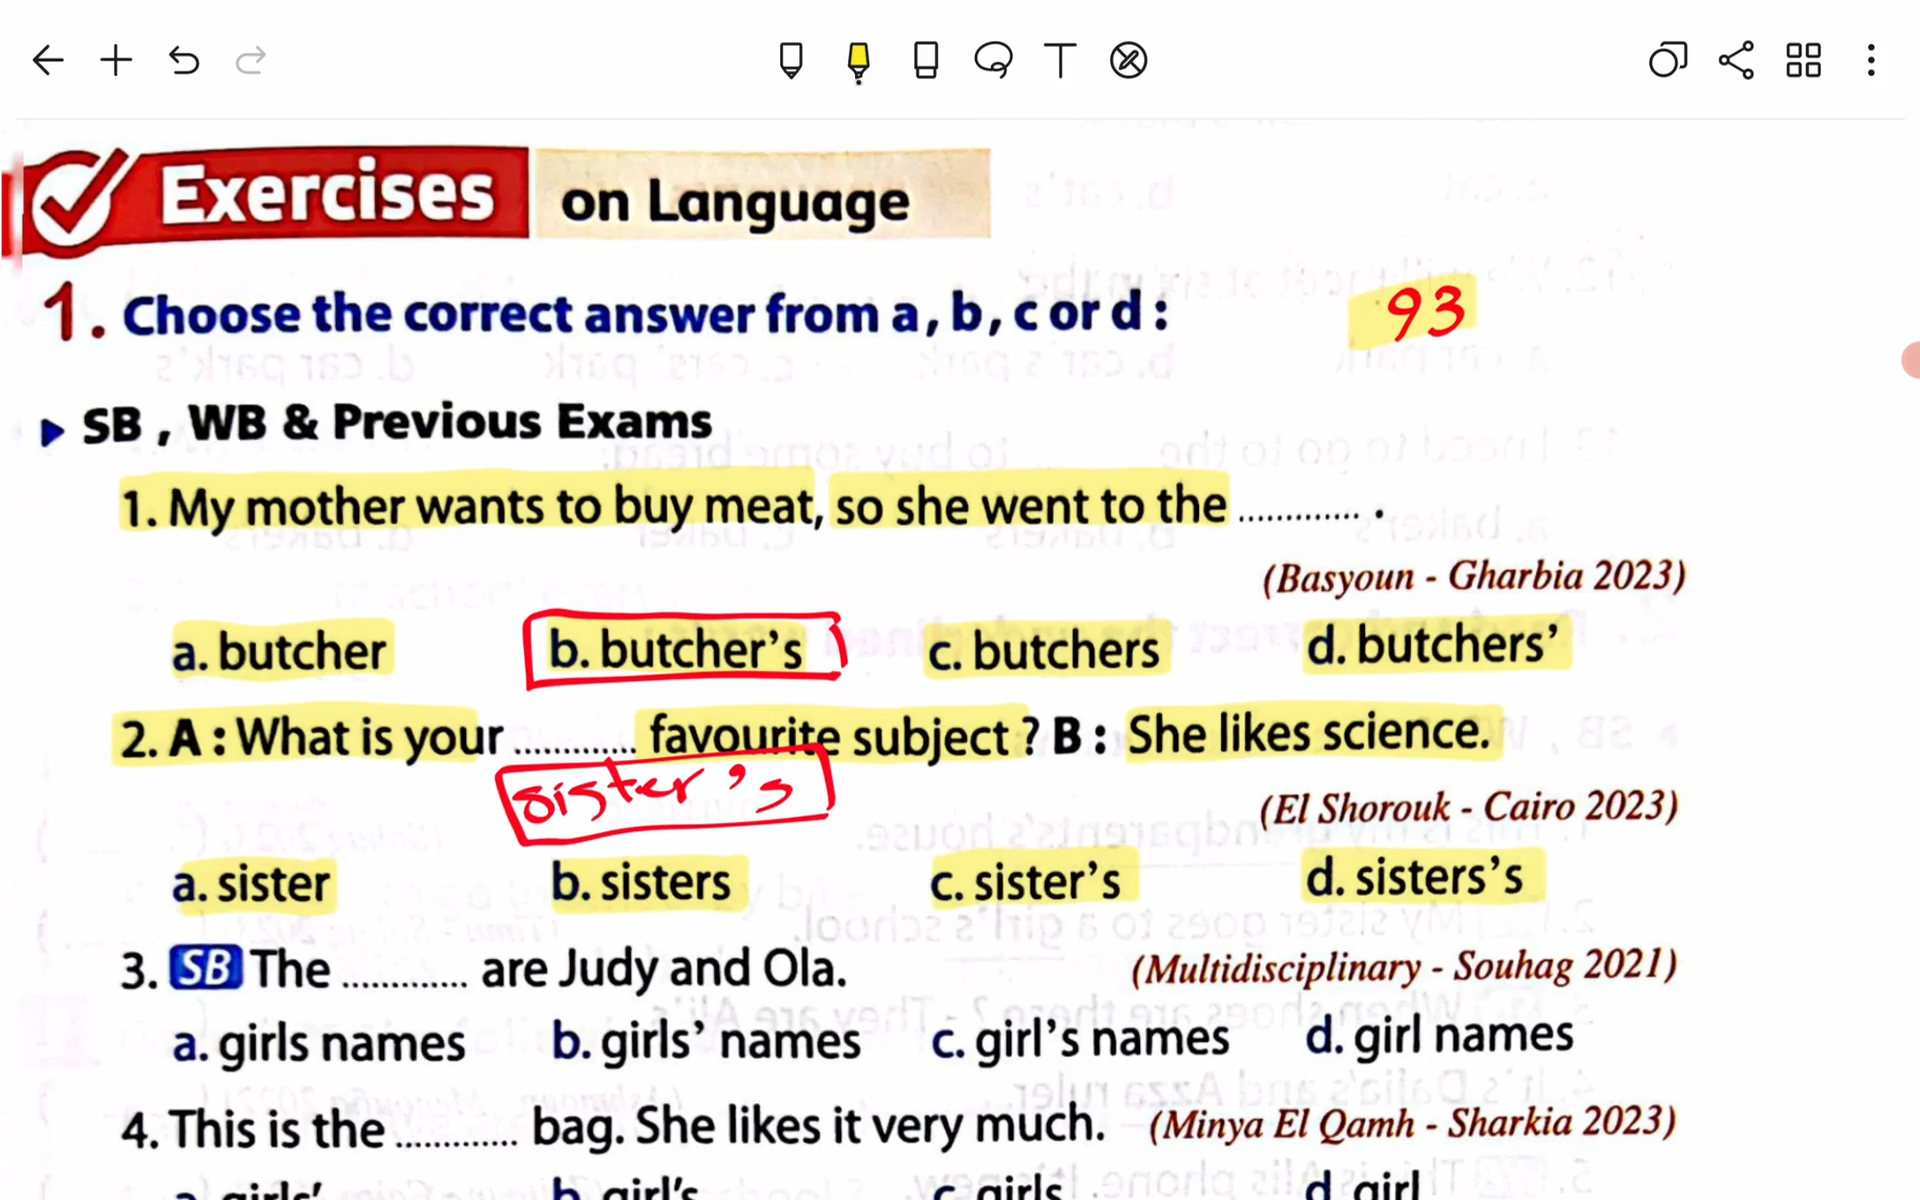 Exercises on Language
1. Choose the correct answer from a, b, c or d : 93
SB , WB & Previous Exams
1. My mother wants to buy meat, so she went to the ............. .
(Basyoun - Gharbia 2023)
a. butcher b. butcher's c. butchers d. butchers'
2. A : What is your ............. favourite subject ? B : She likes science.
sister's
(El Shorouk - Cairo 2023)
a. sister b. sisters c. sister's d. sisters's
3. SB The ............. are Judy and Ola. (Multidisciplinary - Souhag 2021)
a. girls names b. girls' names c. girl's names d. girl names
4. This is the ............. bag. She likes it very much. (Minya El Qamh - Sharkia 2023)
a. girls' b. girl's c. girls d. girl